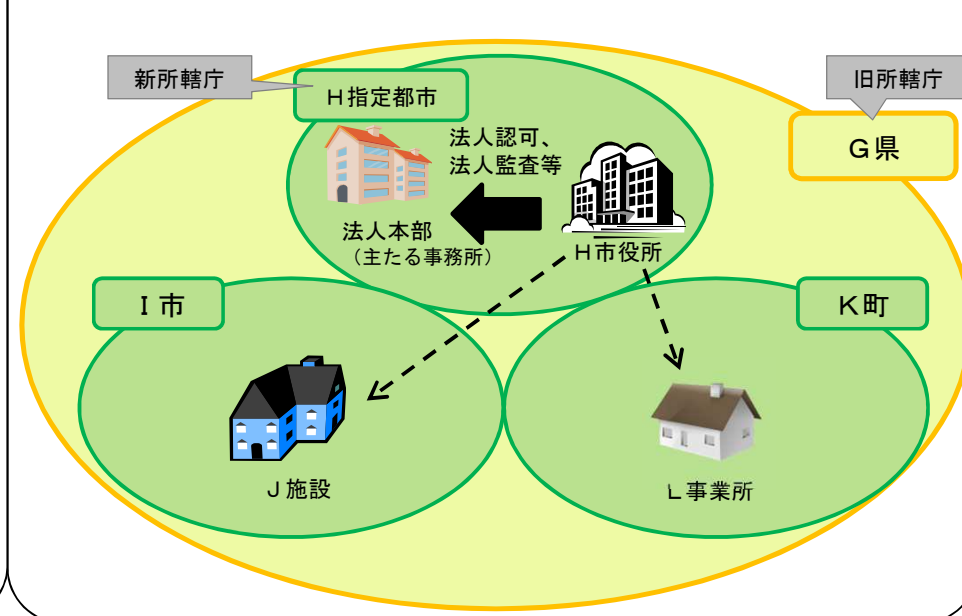 新所轄庁
旧所轄庁
H指定都市
G県
法人認可、
法人監査等
法人本部
（主たる事務所）
H市役所
I市
K町
J施設
L事業所